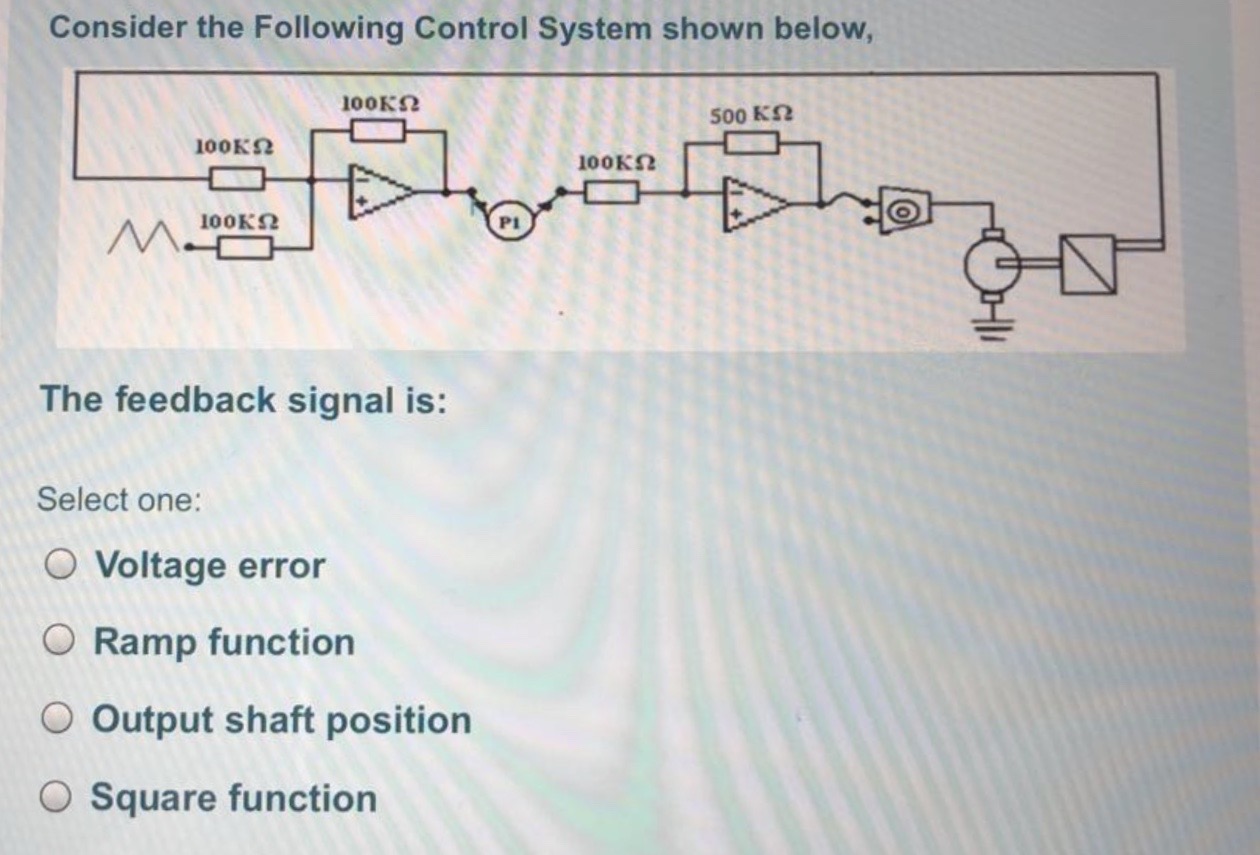 Consider the Following Control System shown below,
100KΩ
500 KΩ
100KΩ
100KΩ
100KΩ
P1
The feedback signal is:
Select one:
Voltage error
Ramp function
Output shaft position
Square function